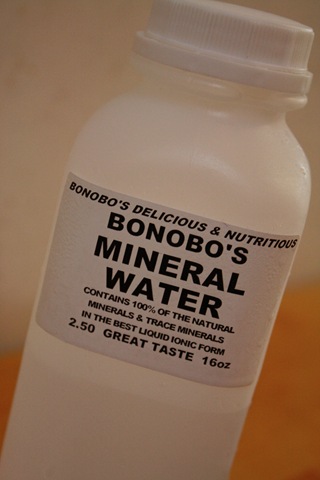 BONOBO'S DELICIOUS & NUTRITIOUS
BONOBO'S
MINERAL
WATER
CONTAINS 100% OF THE NATURAL
MINERALS & TRACE MINERALS
IN THE BEST LIQUID IONIC FORM
2.50 GREAT TASTE 16oz